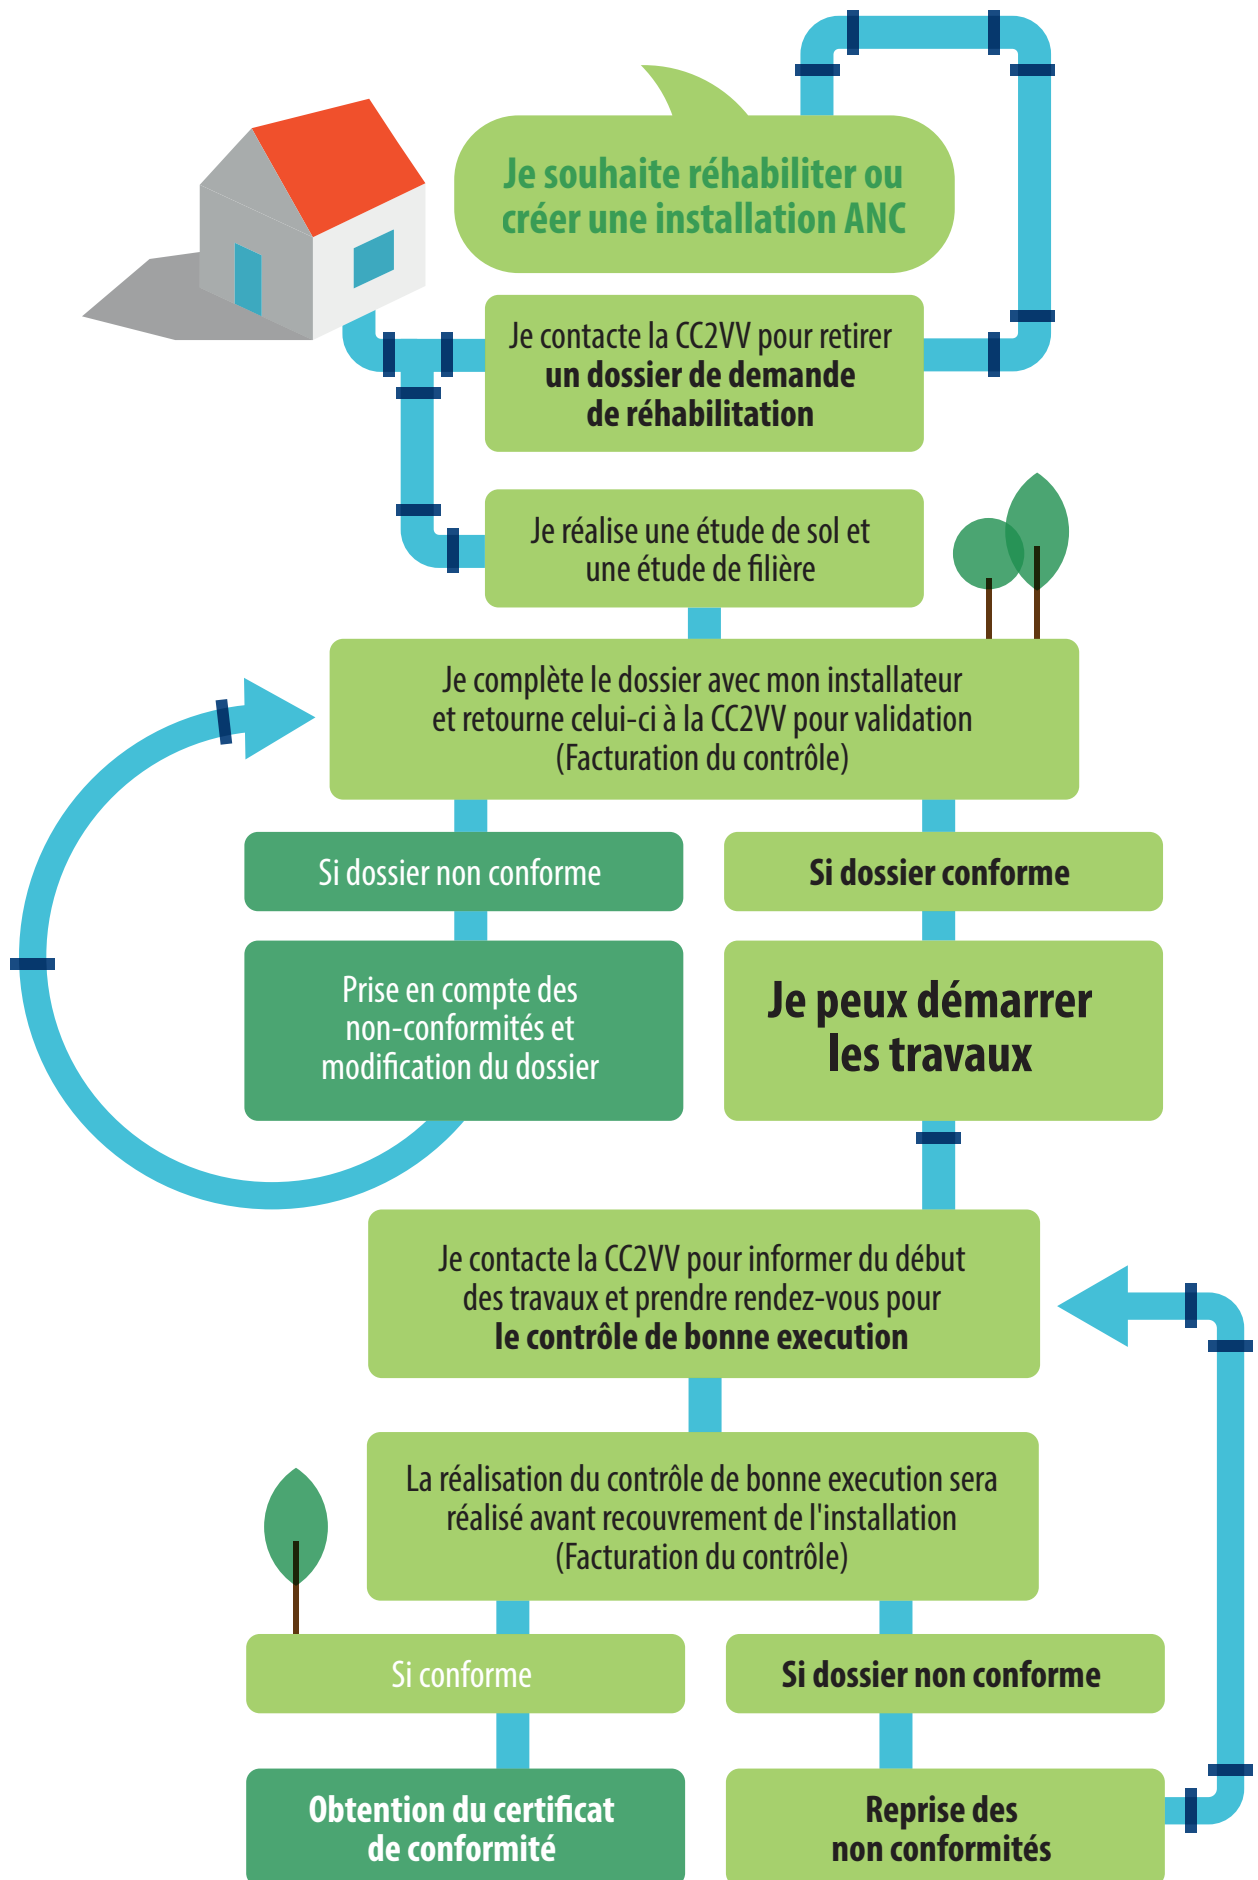 Je souhaite réhabiliter ou
créer une installation ANC
Je contacte la CC2VV pour retirer
un dossier de demande
de réhabilitation
Je réalise une étude de sol et
une étude de filière
Je complète le dossier avec mon installateur
et retourne celui-ci à la CC2VV pour validation
(Facturation du contrôle)
Si dossier non conforme
Si dossier conforme
Prise en compte des
non-conformités et
modification du dossier
Je peux démarrer
les travaux
Je contacte la CC2VV pour informer du début
des travaux et prendre rendez-vous pour
le contrôle de bonne execution
La réalisation du contrôle de bonne execution sera
réalisé avant recouvrement de l'installation
(Facturation du contrôle)
Si conforme
Si dossier non conforme
Obtention du certificat
de conformité
Reprise des
non conformités